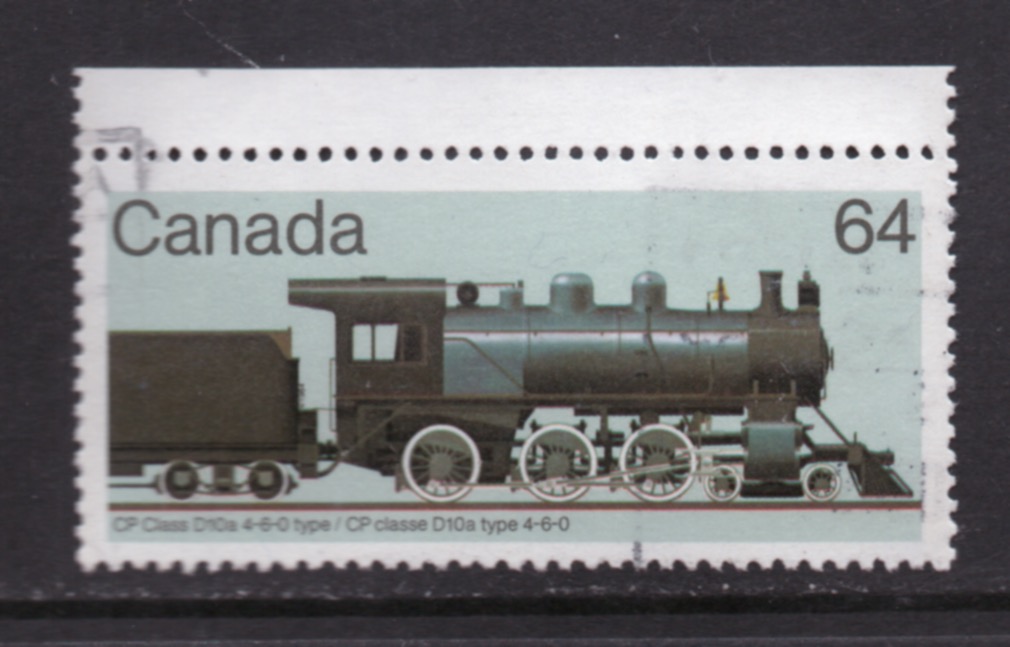 Canada
64
CP Class D10a 4-6-0 type / CP classe D10a type 4-6-0